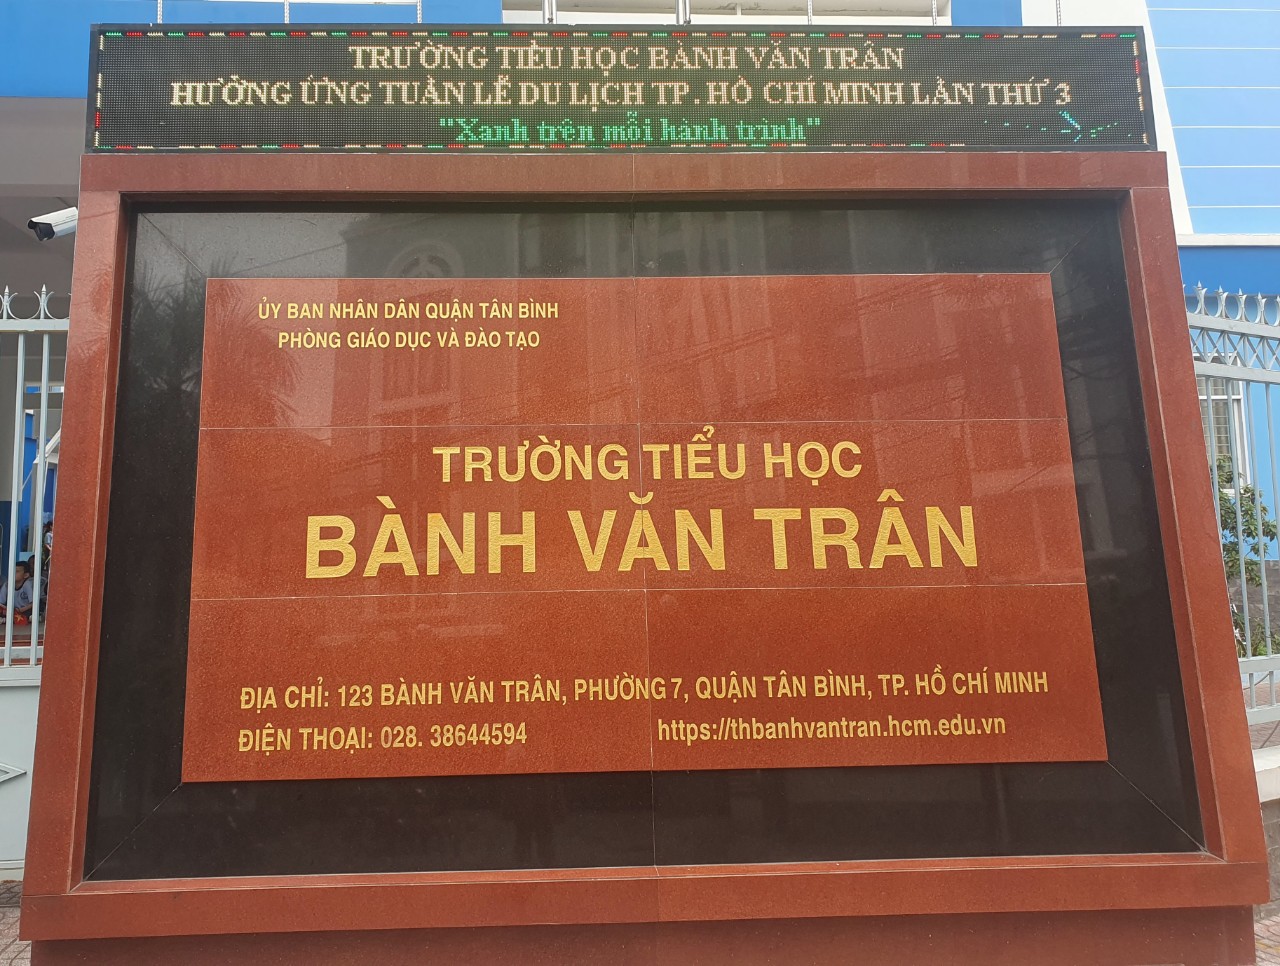 TRƯỜNG TIỂU HỌC BÀNH VĂN TRÂN
HƯỞNG ỨNG TUẦN LỄ DU LỊCH TP. HỒ CHÍ MINH LẦN THỨ 3
"Xanh trên mỗi hành trình"
ỦY BAN NHÂN DÂN QUẬN TÂN BÌNH
PHÒNG GIÁO DỤC VÀ ĐÀO TẠO
TRƯỜNG TIỂU HỌC
BÀNH VĂN TRÂN
ĐỊA CHỈ: 123 BÀNH VĂN TRÂN, PHƯỜNG 7, QUẬN TÂN BÌNH, TP. HỒ CHÍ MINH
ĐIỆN THOẠI: 028. 38644594 https://thbanhvantran.hcm.edu.vn